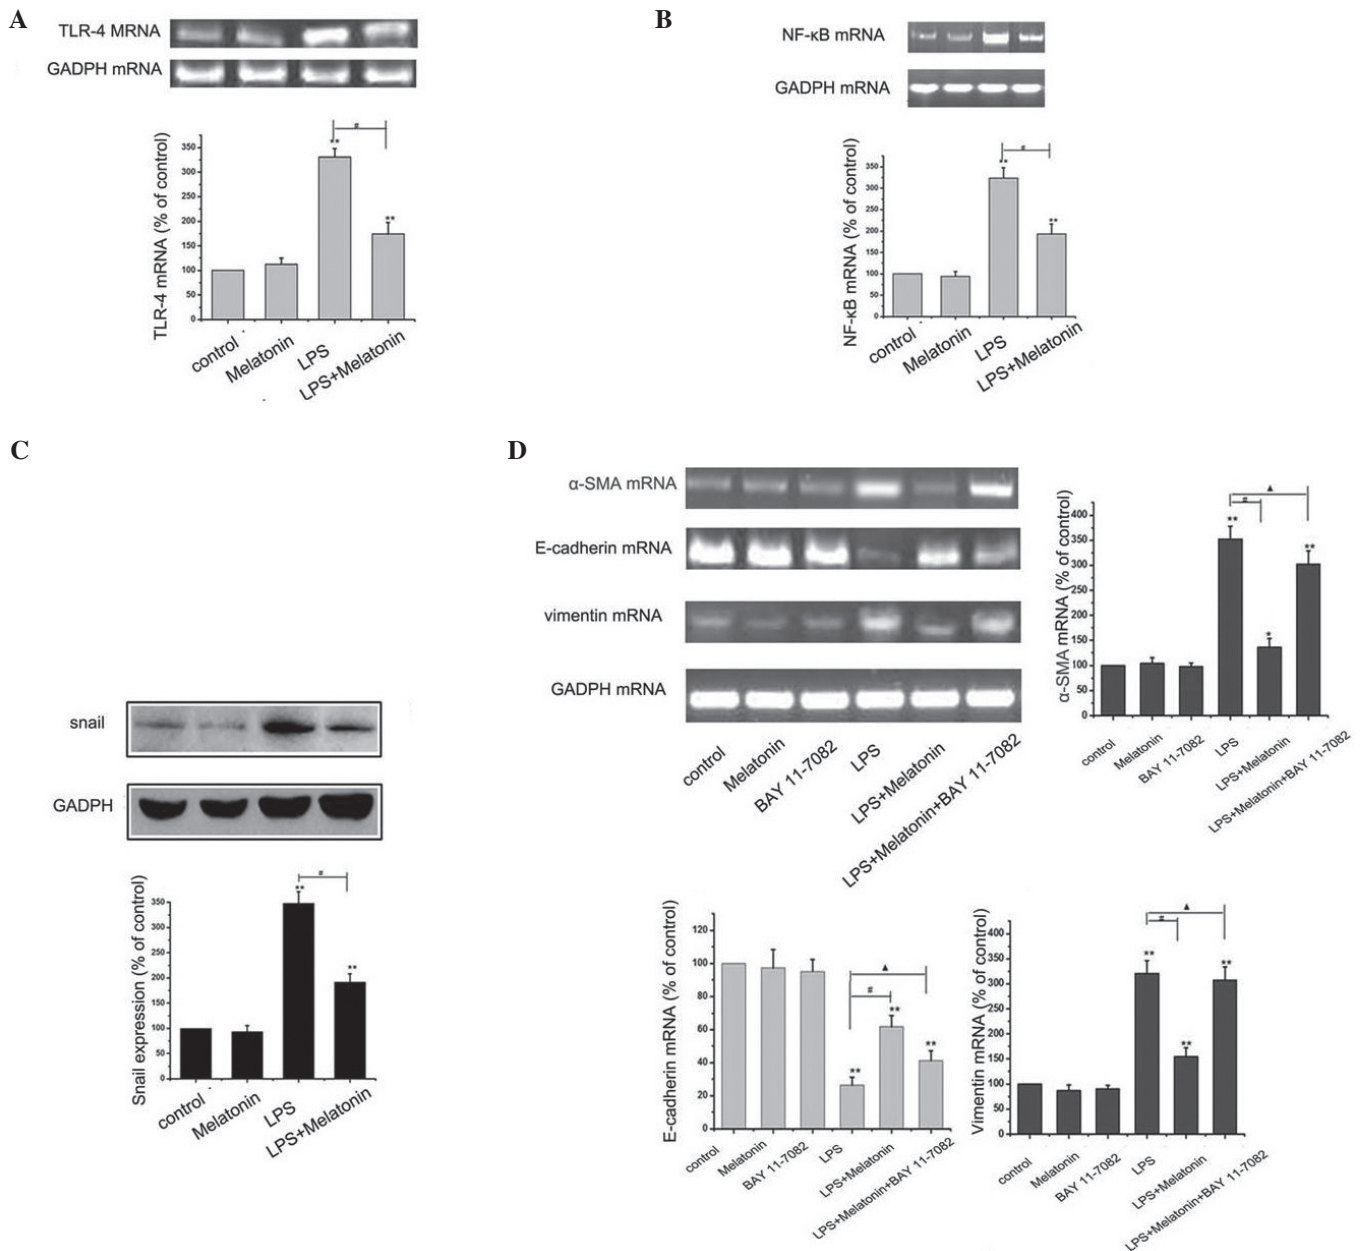 A
TLR-4 MRNA
GADPH mRNA
TLR-4 mRNA (% of control)
350
300
250
200
150
100
50
0
**
#
**
control
Melatonin
LPS
LPS+Melatonin
B
NF-κB mRNA
GADPH mRNA
NF-κB mRNA (% of control)
350
300
250
200
150
100
50
0
**
#
**
control
Melatonin
LPS
LPS+Melatonin
C
snail
GADPH
Snail expression (% of control)
350
300
250
200
150
100
50
0
**
#
**
control
Melatonin
LPS
LPS+Melatonin
D
α-SMA mRNA
E-cadherin mRNA
vimentin mRNA
GADPH mRNA
control
Melatonin
BAY 11-7082
LPS
LPS+Melatonin
LPS+Melatonin+BAY 11-7082
α-SMA mRNA (% of control)
400
350
300
250
200
150
100
50
0
**
#
▲
*
**
control
Melatonin
BAY 11-7082
LPS
LPS+Melatonin
LPS+Melatonin+BAY 11-7082
E-cadherin mRNA (% of control)
120
100
80
60
40
20
0
▲
#
**
**
**
control
Melatonin
BAY 11-7082
LPS
LPS+Melatonin
LPS+Melatonin+BAY 11-7082
Vimentin mRNA (% of control)
400
350
300
250
200
150
100
50
0
▲
#
**
**
**
control
Melatonin
BAY 11-7082
LPS
LPS+Melatonin
LPS+Melatonin+BAY 11-7082